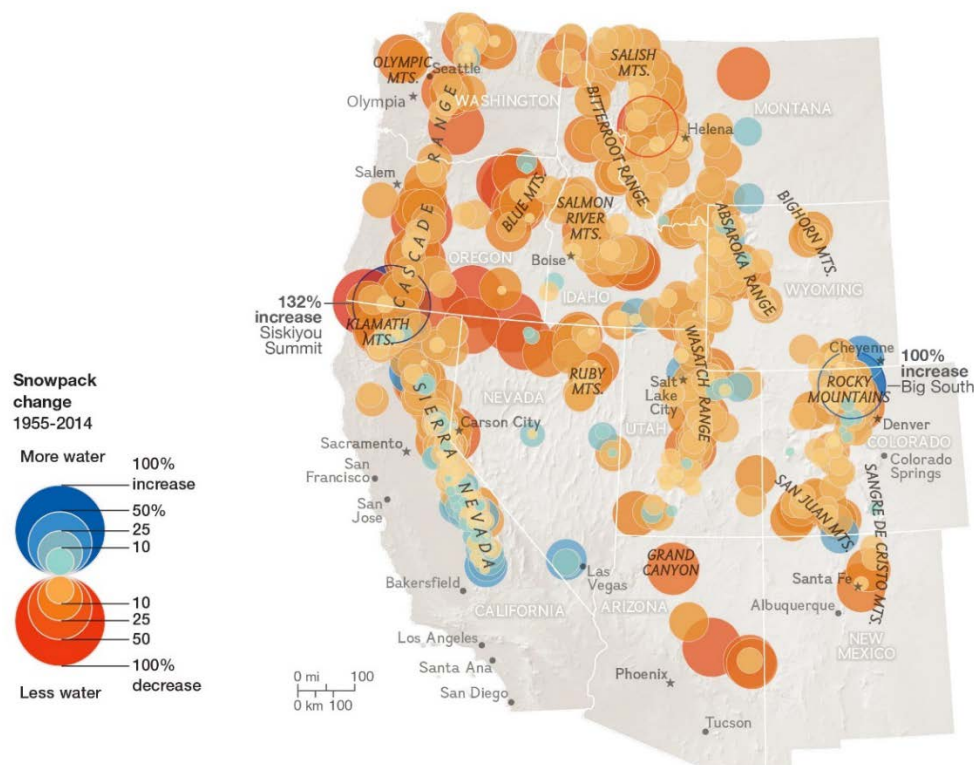 Snowpack
change
1955-2014
More water
100%
increase
50%
25
10
10
25
50
100%
decrease
Less water
OLYMPIC
MTS.
Seattle
Olympia
WASHINGTON
SALISH
MTS.
MONTANA
Helena
BITTERROOT RANGE
CASCADE RANGE
Salem
BLUE MTS.
SALMON
RIVER
MTS.
ABSAROKA RANGE
BIGHORN MTS.
OREGON
Boise
IDAHO
WYOMING
132%
increase
Siskiyou
Summit
KLAMATH
MTS.
Cheyenne
100%
increase
Big South
ROCKY
MOUNTAINS
RUBY
MTS.
WASATCH RANGE
Salt
Lake
City
NEVADA
UTAH
SIERRA NEVADA
Carson City
Denver
COLORADO
Colorado
Springs
Sacramento
San
Francisco
San
Jose
SAN JUAN MTS.
SANGRE DE CRISTO MTS.
GRAND
CANYON
Las
Vegas
Santa Fe
Bakersfield
CALIFORNIA
ARIZONA
Albuquerque
NEW
MEXICO
Los Angeles
Santa Ana
San Diego
0 mi 100
0 km 100
Phoenix
Tucson